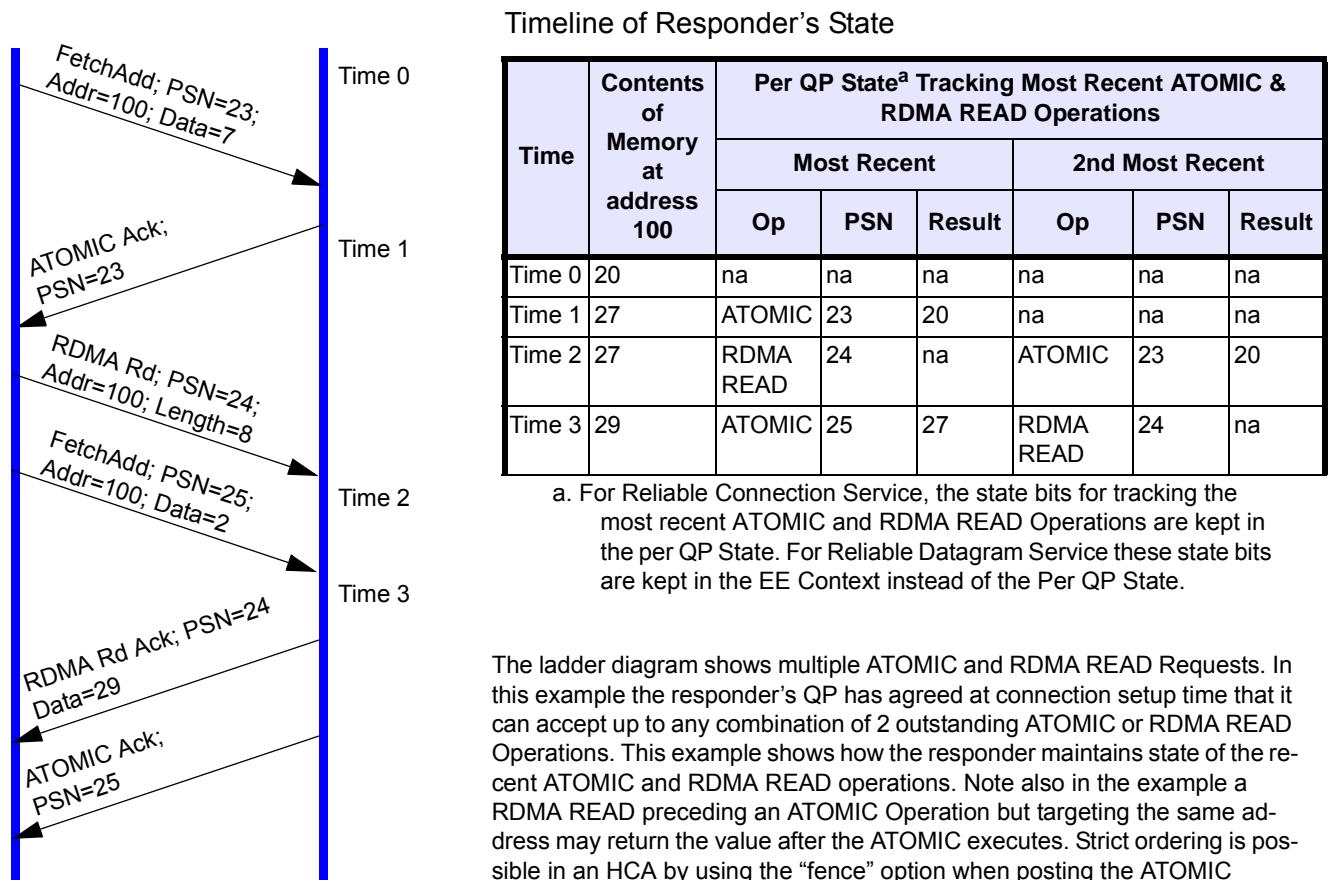 FetchAdd; PSN=23;
Addr=100; Data=7
Time 0
ATOMIC Ack;
PSN=23
Time 1
RDMA Rd; PSN=24;
Addr=100; Length=8
FetchAdd; PSN=25;
Addr=100; Data=2
Time 2
Time 3
RDMA Rd Ack; PSN=24
Data=29
ATOMIC Ack;
PSN=25
Timeline of Responder’s State
Time
Contents
of
Memory
at
address
100
Per QP Stateᵃ Tracking Most Recent ATOMIC &
RDMA READ Operations
Most Recent
2nd Most Recent
Op PSN Result Op PSN Result
Time 0 20 na na na na na na
Time 1 27 ATOMIC 23 20 na na na
Time 2 27 RDMA READ 24 na ATOMIC 23 20
Time 3 29 ATOMIC 25 27 RDMA READ 24 na
a. For Reliable Connection Service, the state bits for tracking the
most recent ATOMIC and RDMA READ Operations are kept in
the per QP State. For Reliable Datagram Service these state bits
are kept in the EE Context instead of the Per QP State.
The ladder diagram shows multiple ATOMIC and RDMA READ Requests. In
this example the responder’s QP has agreed at connection setup time that it
can accept up to any combination of 2 outstanding ATOMIC or RDMA READ
Operations. This example shows how the responder maintains state of the re-
cent ATOMIC and RDMA READ operations. Note also in the example a
RDMA READ preceding an ATOMIC Operation but targeting the same ad-
dress may return the value after the ATOMIC executes. Strict ordering is pos-
sible in an HCA by using the “fence” option when posting the ATOMIC